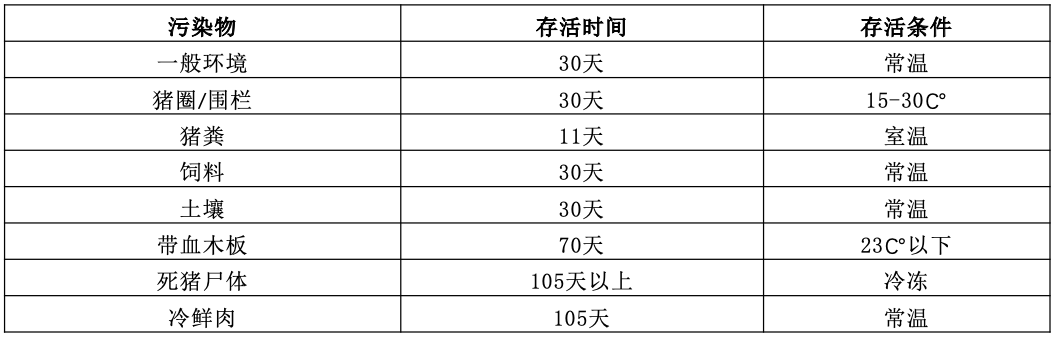 污染物 存活时间 存活条件
一般环境 30天 常温
猪圈/围栏 30天 15-30C°
猪粪 11天 室温
饲料 30天 常温
土壤 30天 常温
带血木板 70天 23C°以下
死猪尸体 105天以上 冷冻
冷鲜肉 105天 常温